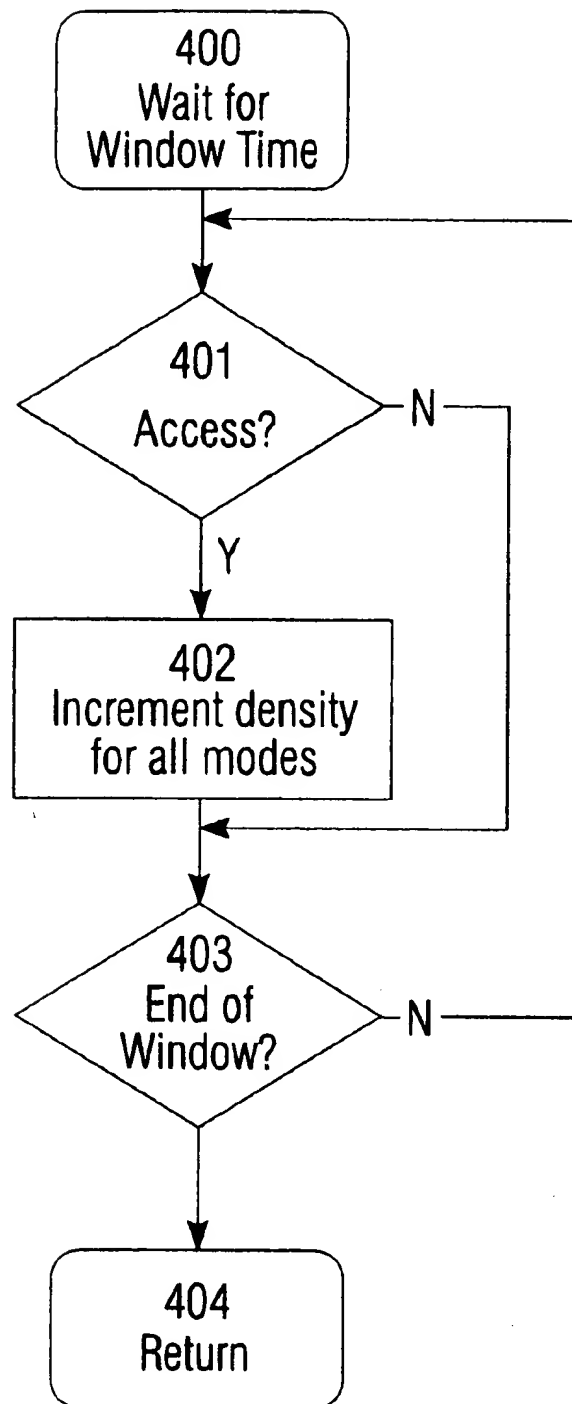 400
Wait for
Window Time
401
Access?
N
Y
402
Increment density
for all modes
403
End of
Window?
N
404
Return